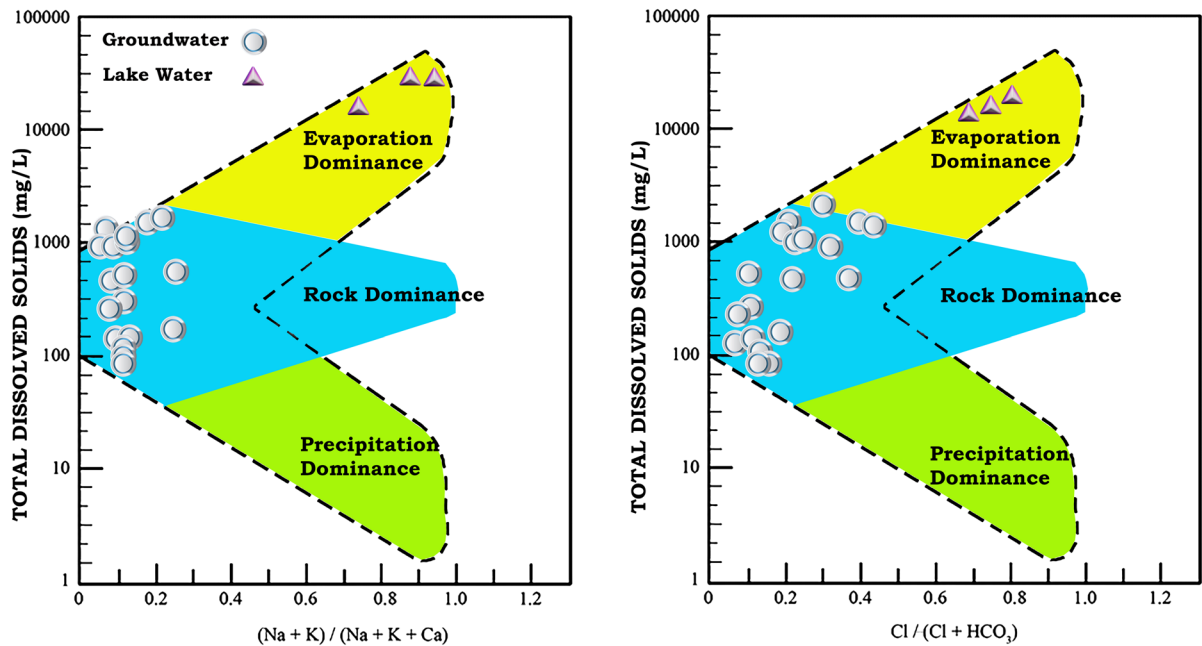 100000
10000
1000
100
10
1
TOTAL DISSOLVED SOLIDS (mg/L)
Groundwater
Lake Water
Evaporation
Dominance
Rock Dominance
Precipitation
Dominance
0 0.2 0.4 0.6 0.8 1.0 1.2
(Na + K) / (Na + K + Ca)
100000
10000
1000
100
10
1
TOTAL DISSOLVED SOLIDS (mg/L)
Evaporation
Dominance
Rock Dominance
Precipitation
Dominance
0 0.2 0.4 0.6 0.8 1.0 1.2
Cl /(Cl + HCO₃)